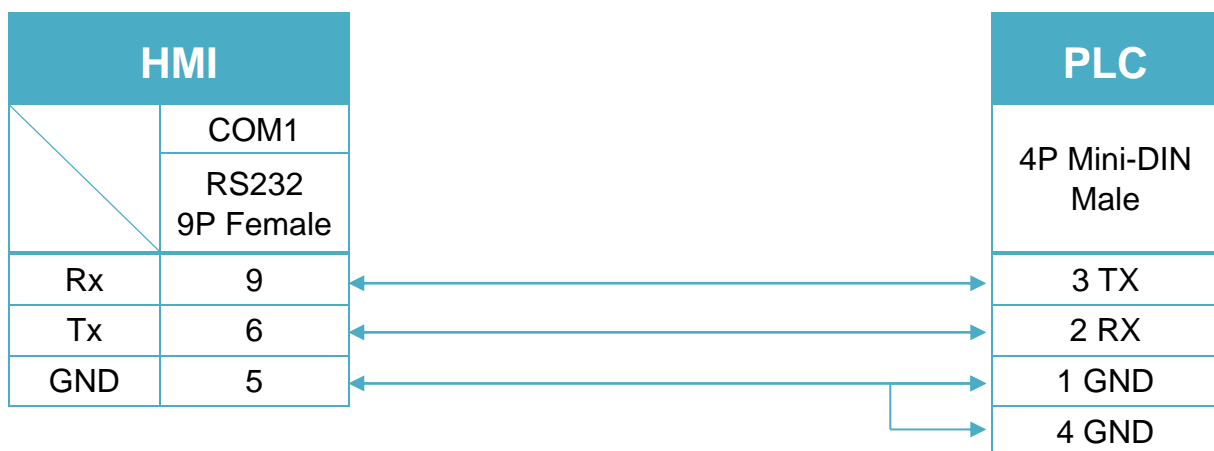 HMI
PLC
COM1
RS232
9P Female
4P Mini-DIN
Male
Rx 9 3 TX
Tx 6 2 RX
GND 5 1 GND
4 GND